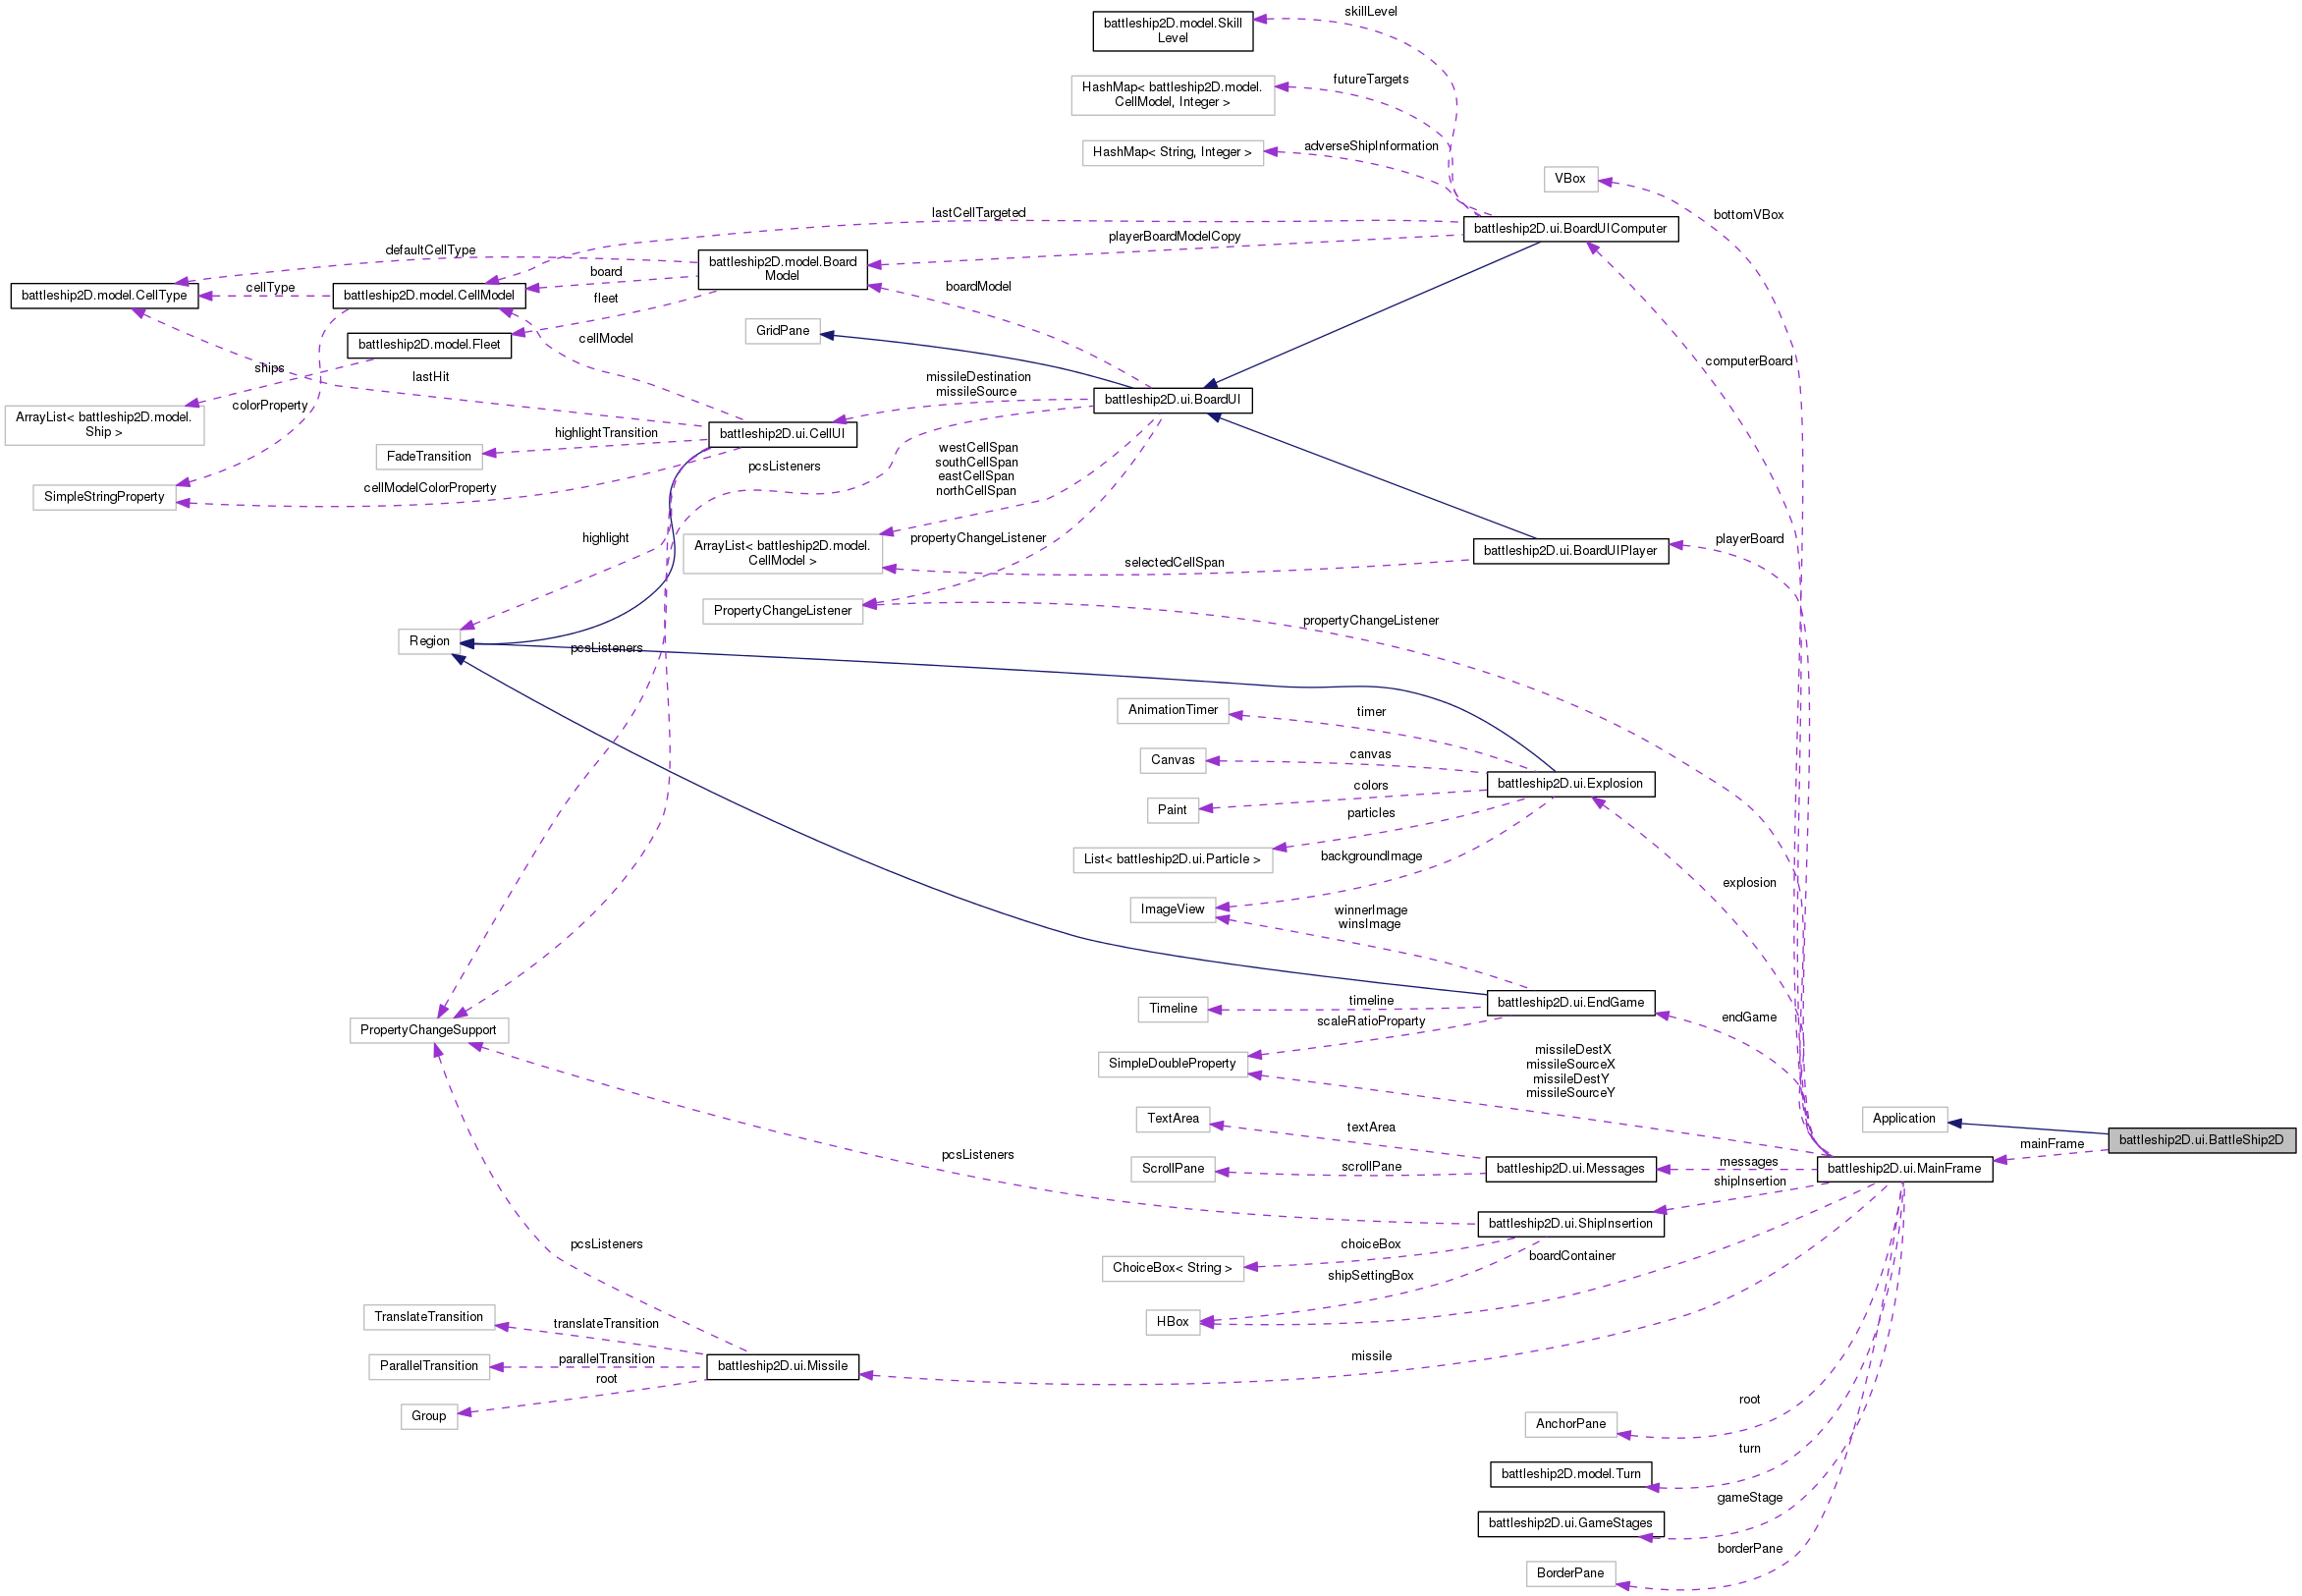 skillLevel
battleship2D.model.Skill
Level
futureTargets
HashMap< battleship2D.model.
CellModel, Integer >
adverseShipInformation
HashMap< String, Integer >
VBox
bottomVBox
lastCellTargeted
battleship2D.ui.BoardUIComputer
playerBoardModelCopy
defaultCellType
battleship2D.model.Board
Model
board
cellType
battleship2D.model.CellType
battleship2D.model.CellModel
boardModel
fleet
GridPane
cellModel
battleship2D.model.Fleet
computerBoard
ships
lastHit
missileDestination
missileSource
battleship2D.ui.BoardUI
colorProperty
ArrayList< battleship2D.model.
Ship >
highlightTransition
battleship2D.ui.CellUI
FadeTransition
pcsListeners
westCellSpan
southCellSpan
eastCellSpan
northCellSpan
cellModelColorProperty
SimpleStringProperty
highlight
propertyChangeListener
playerBoard
ArrayList< battleship2D.model.
CellModel >
battleship2D.ui.BoardUIPlayer
selectedCellSpan
PropertyChangeListener
propertyChangeListener
Region
pcsListeners
AnimationTimer
timer
Canvas
canvas
battleship2D.ui.Explosion
colors
Paint
particles
List< battleship2D.ui.Particle >
backgroundImage
explosion
ImageView
winnerImage
winsImage
timeline
Timeline
battleship2D.ui.EndGame
endGame
scaleRatioProparty
PropertyChangeSupport
SimpleDoubleProperty
missileDestX
missileSourceX
missileDestY
missileSourceY
TextArea
textArea
Application
battleship2D.ui.BattleShip2D
mainFrame
pcsListeners
ScrollPane
scrollPane
battleship2D.ui.Messages
messages
battleship2D.ui.MainFrame
shipInsertion
battleship2D.ui.ShipInsertion
pcsListeners
choiceBox
boardContainer
ChoiceBox< String >
shipSettingBox
HBox
TranslateTransition
translateTransition
ParallelTransition
parallelTransition
battleship2D.ui.Missile
missile
root
Group
root
AnchorPane
turn
battleship2D.model.Turn
gameStage
battleship2D.ui.GameStages
borderPane
BorderPane